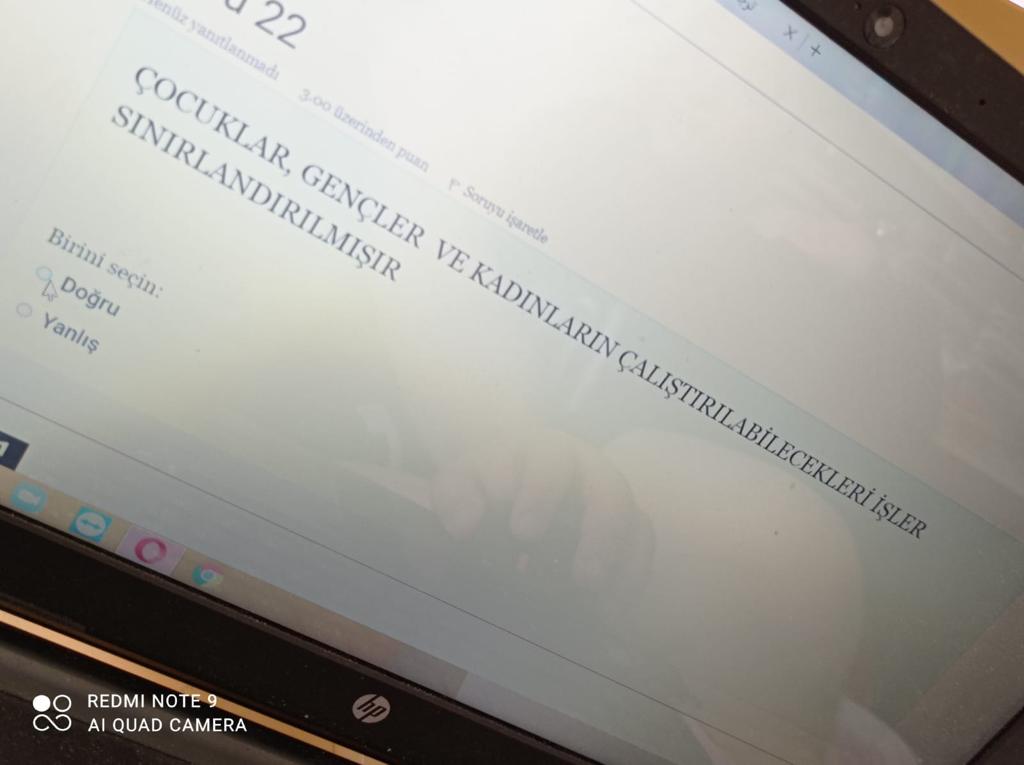 22
Henüz yanıtlanmadı
3.00 üzerinden puan
Soruyu işaretle
ÇOCUKLAR, GENÇLER VE KADINLARIN ÇALIŞTIRILABİLECEKLERİ İŞLER
SINIRLANDIRILMIŞIR
Birini seçin:
Doğru
Yanlış
hp
REDMI NOTE 9
AI QUAD CAMERA